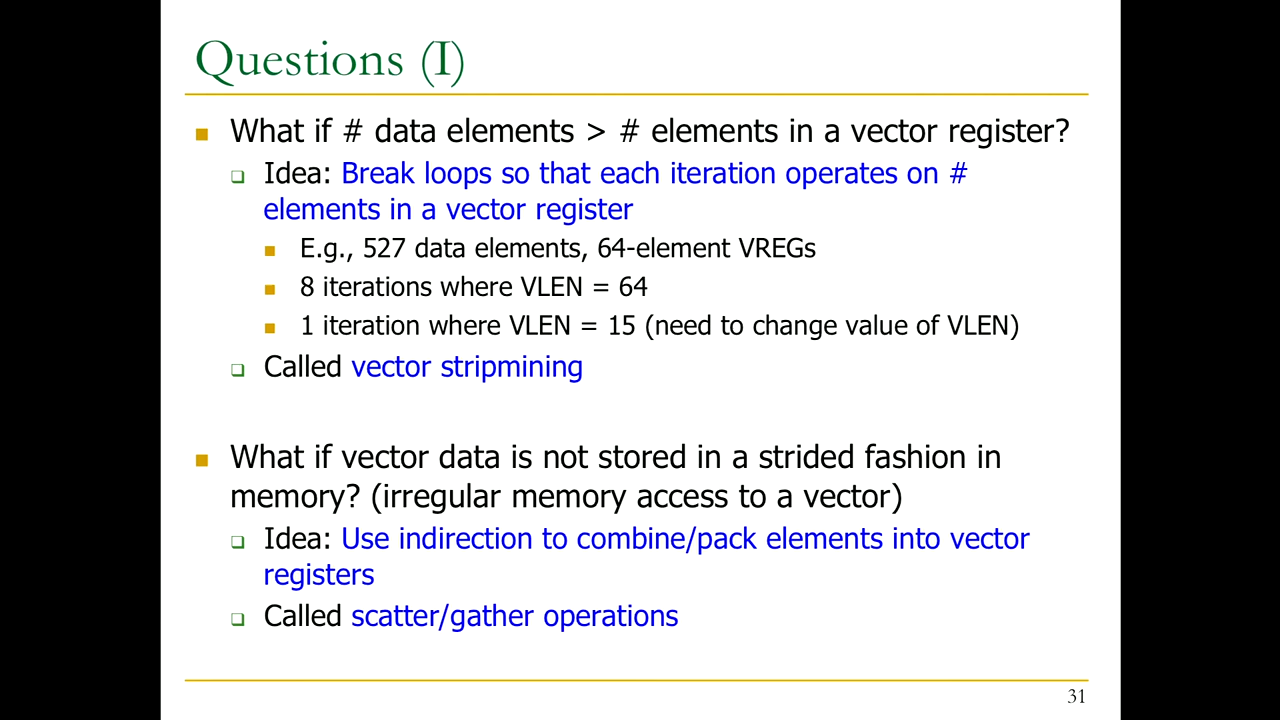 Questions (I)
What if # data elements > # elements in a vector register?
Idea: Break loops so that each iteration operates on #
elements in a vector register
E.g., 527 data elements, 64-element VREGs
8 iterations where VLEN = 64
1 iteration where VLEN = 15 (need to change value of VLEN)
Called vector stripmining
What if vector data is not stored in a strided fashion in
memory? (irregular memory access to a vector)
Idea: Use indirection to combine/pack elements into vector
registers
Called scatter/gather operations
31